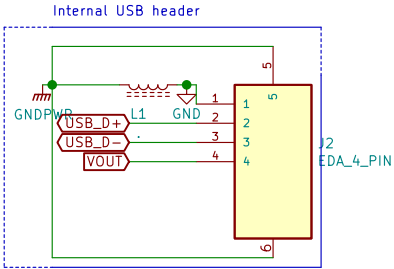 Internal USB header
5
1 1 5
GNDPWR L1 GND
USB_D+ 2 2
USB_D- 3 3 J2
VOUT 4 4 EDA_4_PIN
6